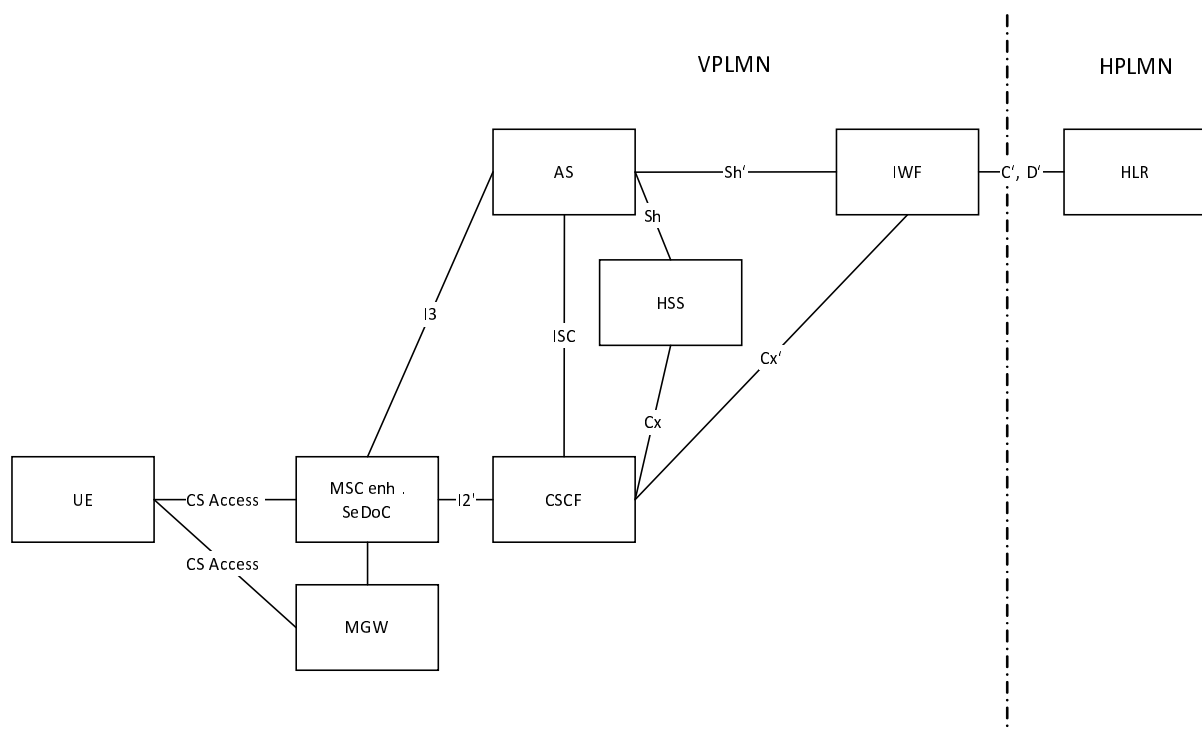 VPLMN
HPLMN
AS
Sh'
IWF
C', D'
HLR
Sh
HSS
I3
ISC
Cx'
Cx
UE
CS Access
MSC enh .
SeDoC
I2'
CSCF
CS Access
MGW